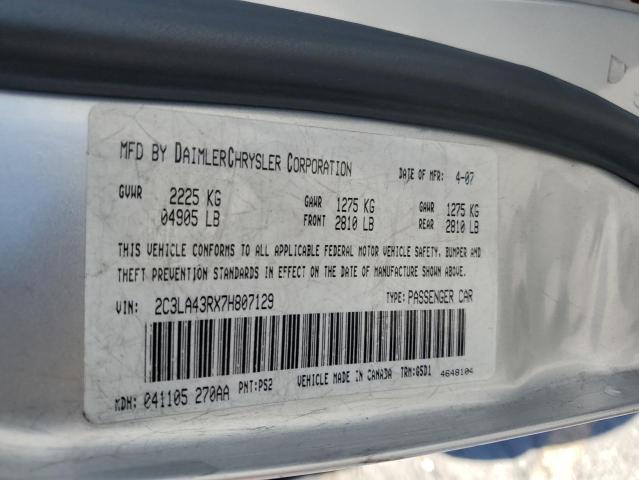 MFD BY DAIMLERCHRYSLER CORPORATION DATE OF MFR: 4-07
GVWR 2225 KG GAWR 1275 KG GAWR 1275 KG
04905 LB FRONT 2810 LB REAR 2810 LB
THIS VEHICLE CONFORMS TO ALL APPLICABLE FEDERAL MOTOR VEHICLE SAFETY, BUMPER AND
THEFT PREVENTION STANDARDS IN EFFECT ON THE DATE OF MANUFACTURE SHOWN ABOVE.
VIN: 2C3LA43RX7H807129 TYPE: PASSENGER CAR
MDH: 041105 270AA PNT: PS2 VEHICLE MADE IN CANADA TRM: G5D1 4648104